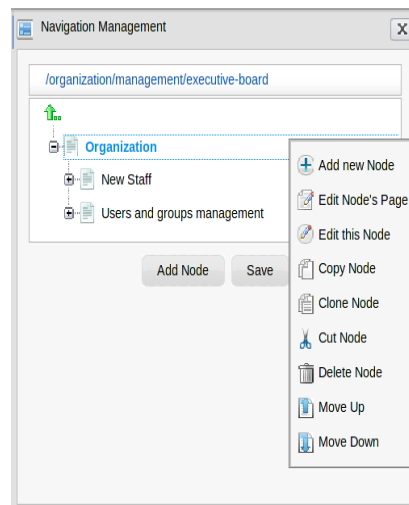 Navigation Management
X
/organization/management/executive-board
Organization
New Staff
Users and groups management
Add Node
Save
Add new Node
Edit Node's Page
Edit this Node
Copy Node
Clone Node
Cut Node
Delete Node
Move Up
Move Down